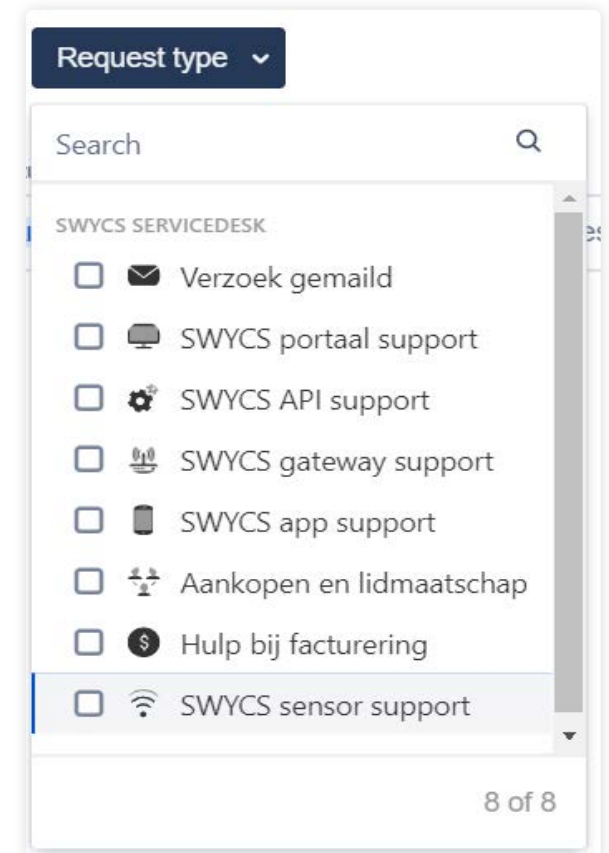 Request type
Search
SWYCS SERVICEDESK
Verzoek gemaild
SWYCS portaal support
SWYCS API support
SWYCS gateway support
SWYCS app support
Aankopen en lidmaatschap
Hulp bij facturering
SWYCS sensor support
8 of 8